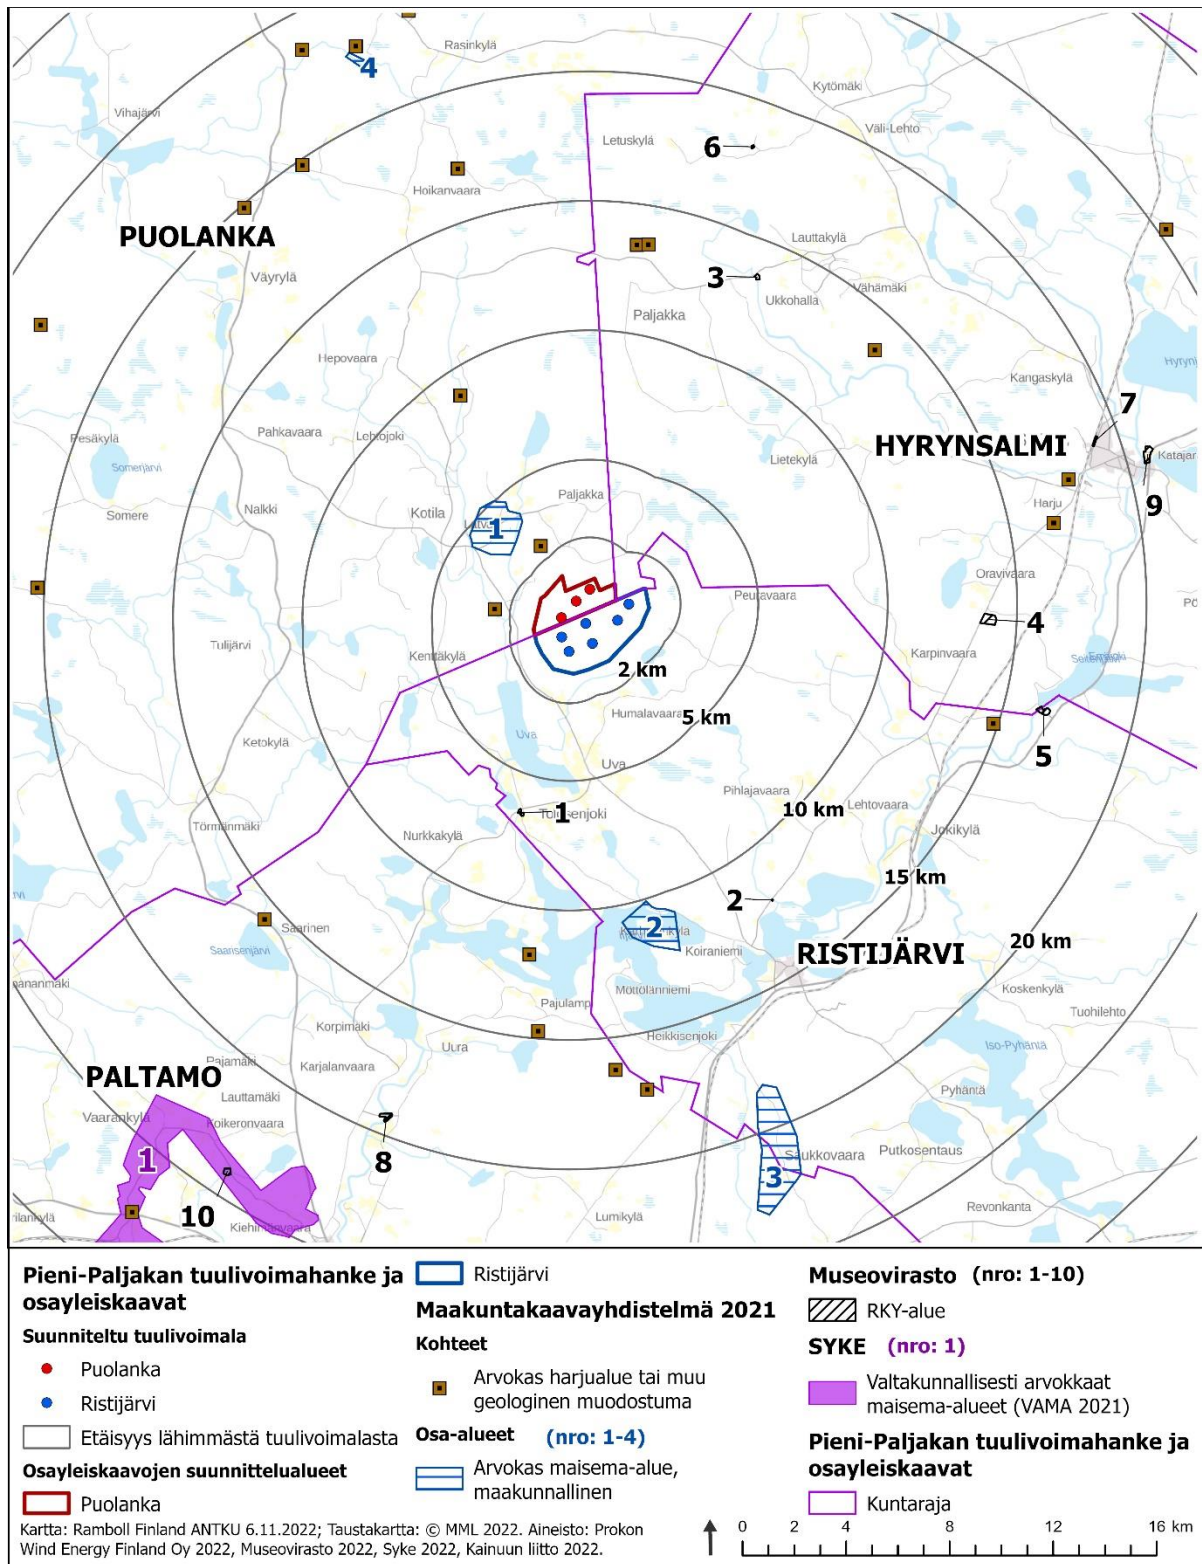 Rasinkylä
4
Kytömäki
Vihajärvi
Väli-Lehto
Letuskylä
6
Hoikanvaara
PUOLANKA
Lauttakylä
Väyrylä
3
Ukkohalla
Vähämäki
Paljakka
Hepovaara
Kangaskylä
7
Pahkavaara
Lehtojoki
Pesäkylä
HYRYNSALMI
Katajar
Somerjärvi
Lietekylä
9
Nalkki
Paljakka
Somere
Kotila
1
Harju
Oravivaara
Peuravaara
4
Tulijärvi
Kenttäkylä
Karpinvaara
Seitenjärvi
2 km
Humalavaara
5 km
Uva
Ketokylä
5
Uva
Pihlajavaara
Lehtovaara
1
Tolosenjoki
10 km
Törmänmäki
Nurkkakylä
Jokikylä
15 km
2
Saarinen
2
20 km
Saarisenjärvi
Koiraniemi
RISTIJÄRVI
Möttölänniemi
Koskenkylä
Pajulamp
Tuohilehto
Korpimäki
Heikkisenjoki
Uura
Iso-Pyhäntä
Pajamäki
Karjalanvaara
PALTAMO
Lauttamäki
Pyhäntä
Vaarankylä
Koikeronvaara
1
8
Saukkovaara
Putkosentaus
3
10
Lumikylä
Revonkanta
Pieni-Paljakan tuulivoimahanke ja
osayleiskaavat
Suunniteltu tuulivoimala
Puolanka
Ristijärvi
Etäisyys lähimmästä tuulivoimalasta
Osayleiskaavojen suunnittelualueet
Puolanka
Ristijärvi
Maakuntakaavayhdistelmä 2021
Kohteet
Arvokas harjualue tai muu
geologinen muodostuma
Osa-alueet (nro: 1-4)
Arvokas maisema-alue,
maakunnallinen
Museovirasto (nro: 1-10)
RKY-alue
SYKE (nro: 1)
Valtakunnallisesti arvokkaat
maisema-alueet (VAMA 2021)
Pieni-Paljakan tuulivoimahanke ja
osayleiskaavat
Kuntaraja
Kartta: Ramboll Finland ANTKU 6.11.2022; Taustakartta: © MML 2022. Aineisto: Prokon
Wind Energy Finland Oy 2022, Museovirasto 2022, Syke 2022, Kainuun liitto 2022.
0 2 4 8 12 16 km